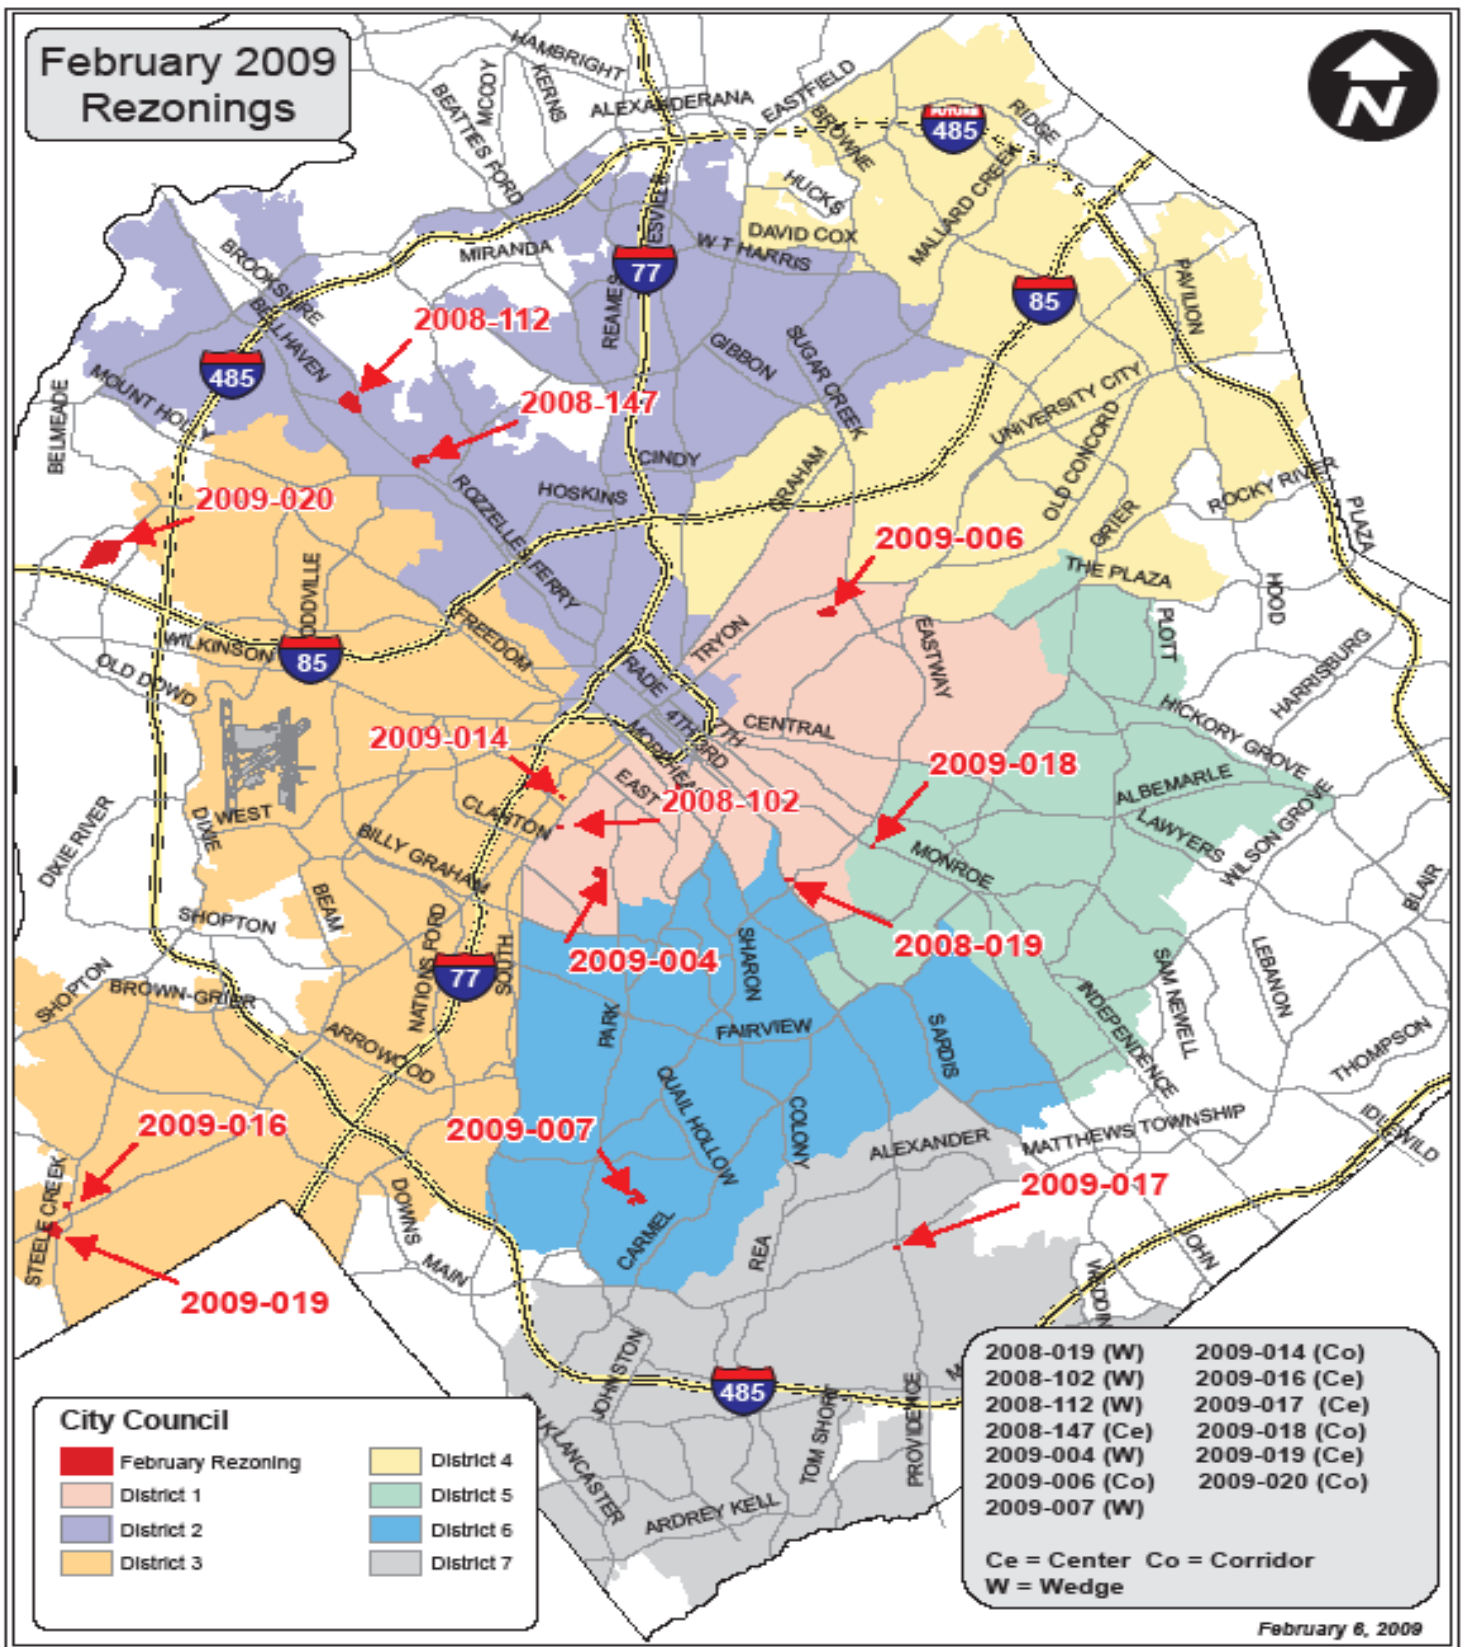 February 2009
Rezonings
N
HAMBRIGHT
MCCOY
KERNS
BEATTIES FORD
ALEXANDERANA
EASTFIELD
BROWNE
FUTURE
485
RIDGE
HUCKS
MALLARD CREEK
DAVID COX
W T HARRIS
MIRANDA
77
REAMES
BROOKSHIRE
BELLHAVEN
PAVILION
85
2008-112
GIBBON
SUGAR CREEK
485
MOUNT HOLLY
BELMEADE
2008-147
UNIVERSITY CITY
OLD CONCORD
CINDY
GRAHAM
HOSKINS
ROZZELLES FERRY
2009-020
ROCKY RIVER
GRIER
PLAZA
2009-006
THE PLAZA
HOOD
PLOTT
HARRISBURG
FREEDOM
WILKINSON
85
OLD DOWD
TRYON
EASTWAY
HICKORY GROVE
RADE
4TH
7TH
CENTRAL
2009-014
EAST
2008-102
2009-018
ALBEMARLE
LAWYERS
WILSON GROVE
CLANTON
WEST
DIXIE
DIXIE RIVER
BILLY GRAHAM
MONROE
BLAIR
BEAM
SHOPTON
NATIONS FORD
SOUTH
77
2009-004
SHARON
2008-019
SAM NEWELL
LEBANON
SHOPTON
BROWN-GRIER
ARROWOOD
PARK
FAIRVIEW
SARDIS
INDEPENDENCE
THOMPSON
QUAIL HOLLOW
COLONY
2009-016
2009-007
ALEXANDER
MATTHEWS TOWNSHIP
IDLEWILD
STEELE CREEK
DOWNS
MAIN
CARMEL
REA
2009-017
JOHN
2009-019
JOHNSTON
485
LANCASTER
TOM SHORT
PROVIDENCE
ARDREY KELL
City Council
February Rezoning
District 1
District 2
District 3
District 4
District 5
District 6
District 7
2008-019 (W) 2009-014 (Co)
2008-102 (W) 2009-016 (Ce)
2008-112 (W) 2009-017 (Ce)
2008-147 (Ce) 2009-018 (Co)
2009-004 (W) 2009-019 (Ce)
2009-006 (Co) 2009-020 (Co)
2009-007 (W)
Ce = Center Co = Corridor
W = Wedge
February 6, 2009